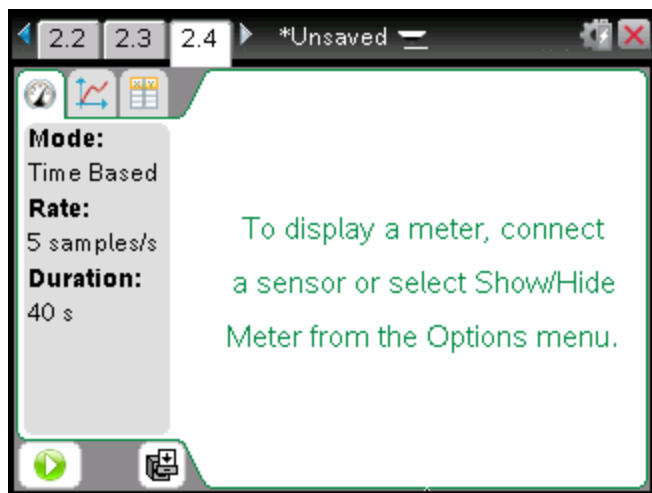 2.2 2.3 2.4 *Unsaved
Mode:
Time Based
Rate:
5 samples/s
Duration:
40 s
To display a meter, connect
a sensor or select Show/Hide
Meter from the Options menu.